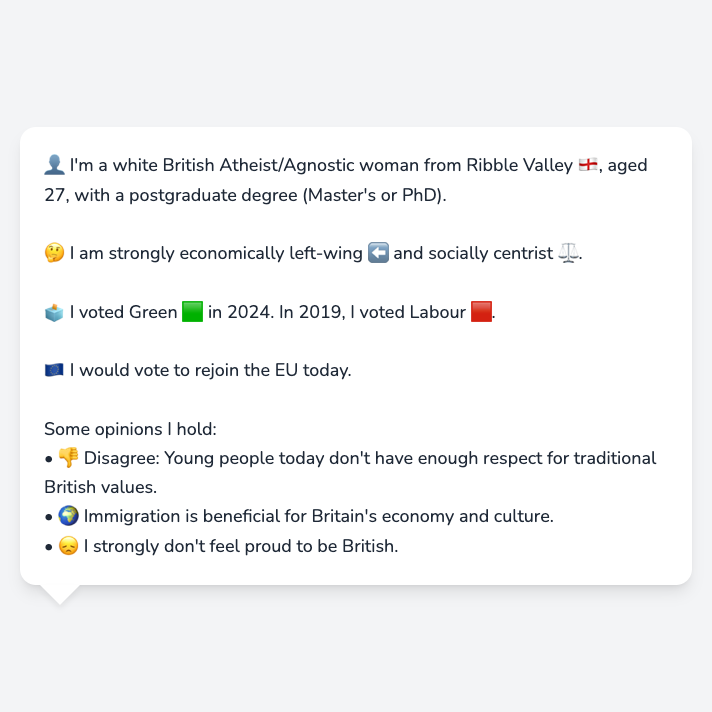 👤 I'm a white British Atheist/Agnostic woman from Ribble Valley 🏴󠁧󠁢󠁥󠁮󠁧󠁿, aged
27, with a postgraduate degree (Master's or PhD).
🤔 I am strongly economically left-wing ⬅️ and socially centrist ⚖️.
🗳️ I voted Green 🟩 in 2024. In 2019, I voted Labour 🟥.
🇪🇺 I would vote to rejoin the EU today.
Some opinions I hold:
• 👎 Disagree: Young people today don't have enough respect for traditional
British values.
• 🌍 Immigration is beneficial for Britain's economy and culture.
• 😞 I strongly don't feel proud to be British.